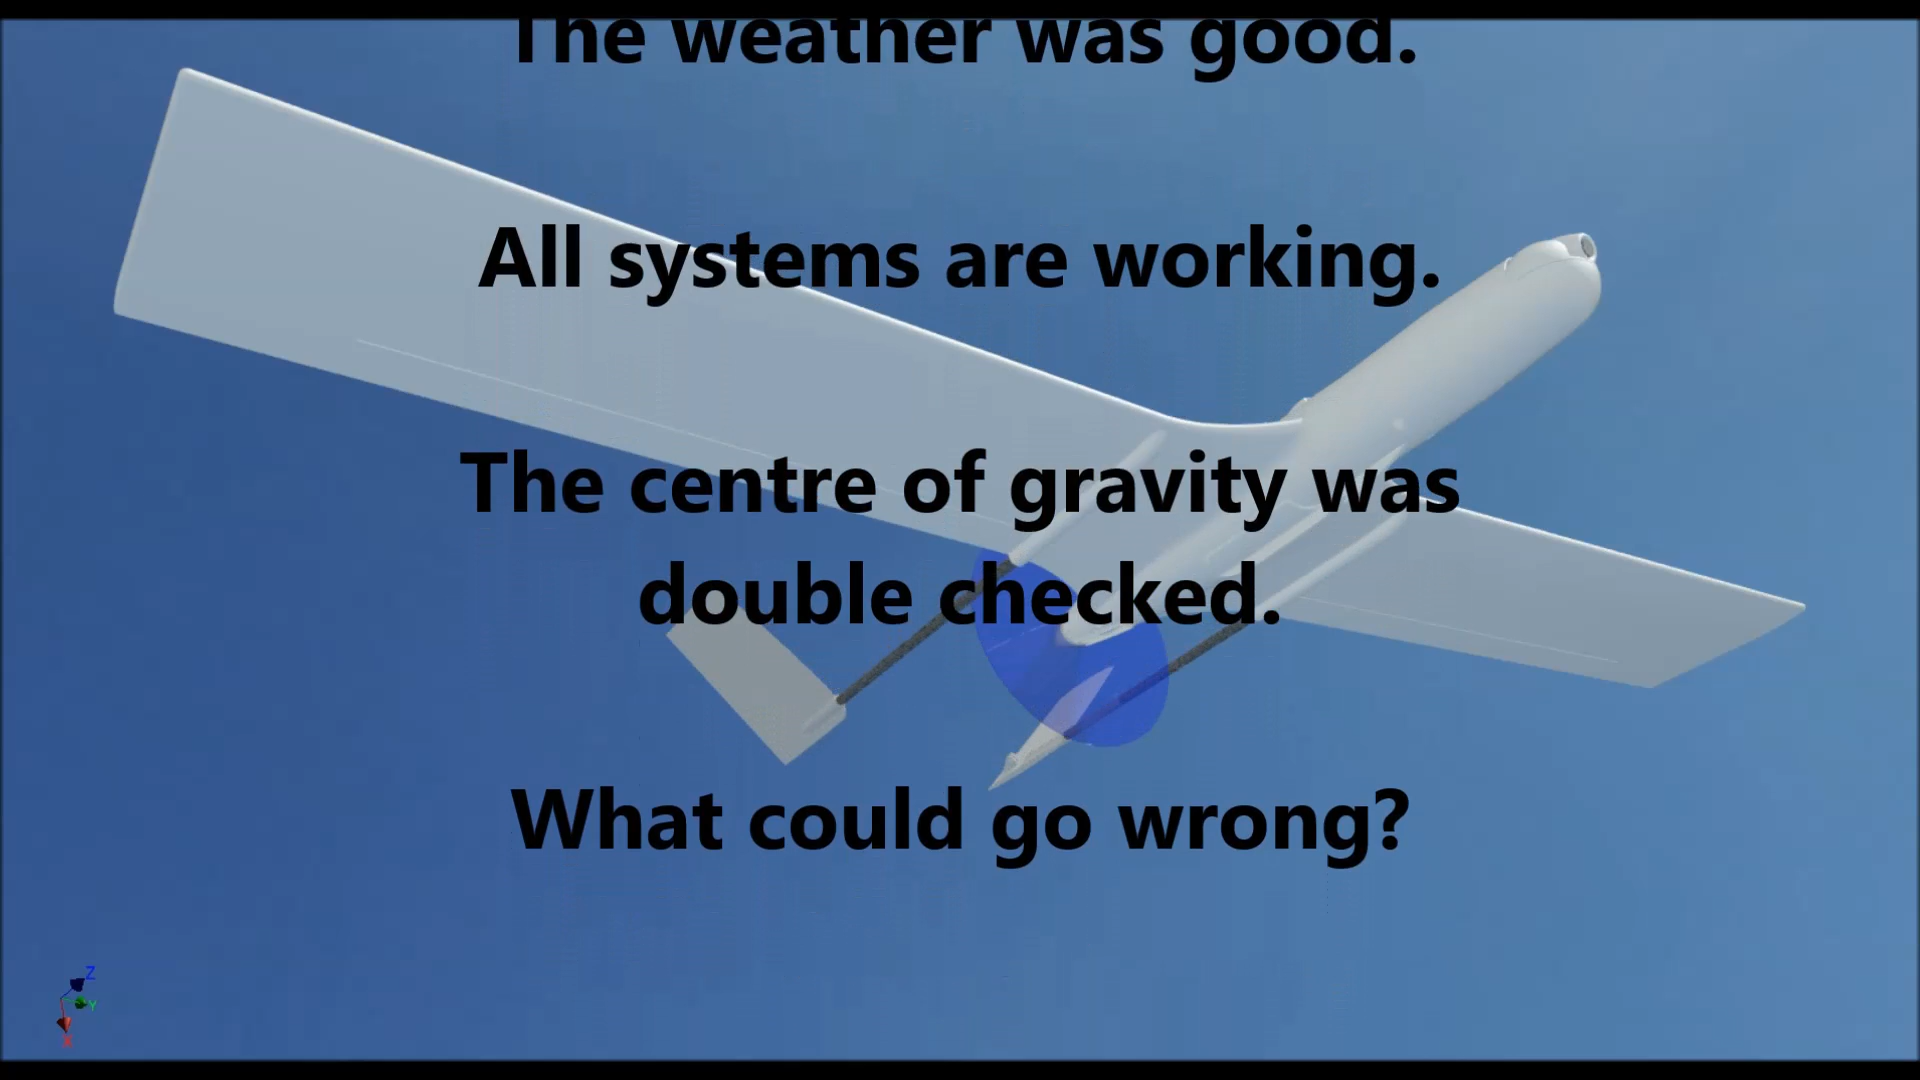 The weather was good.
All systems are working.
The centre of gravity was
double checked.
What could go wrong?
Z
Y
X